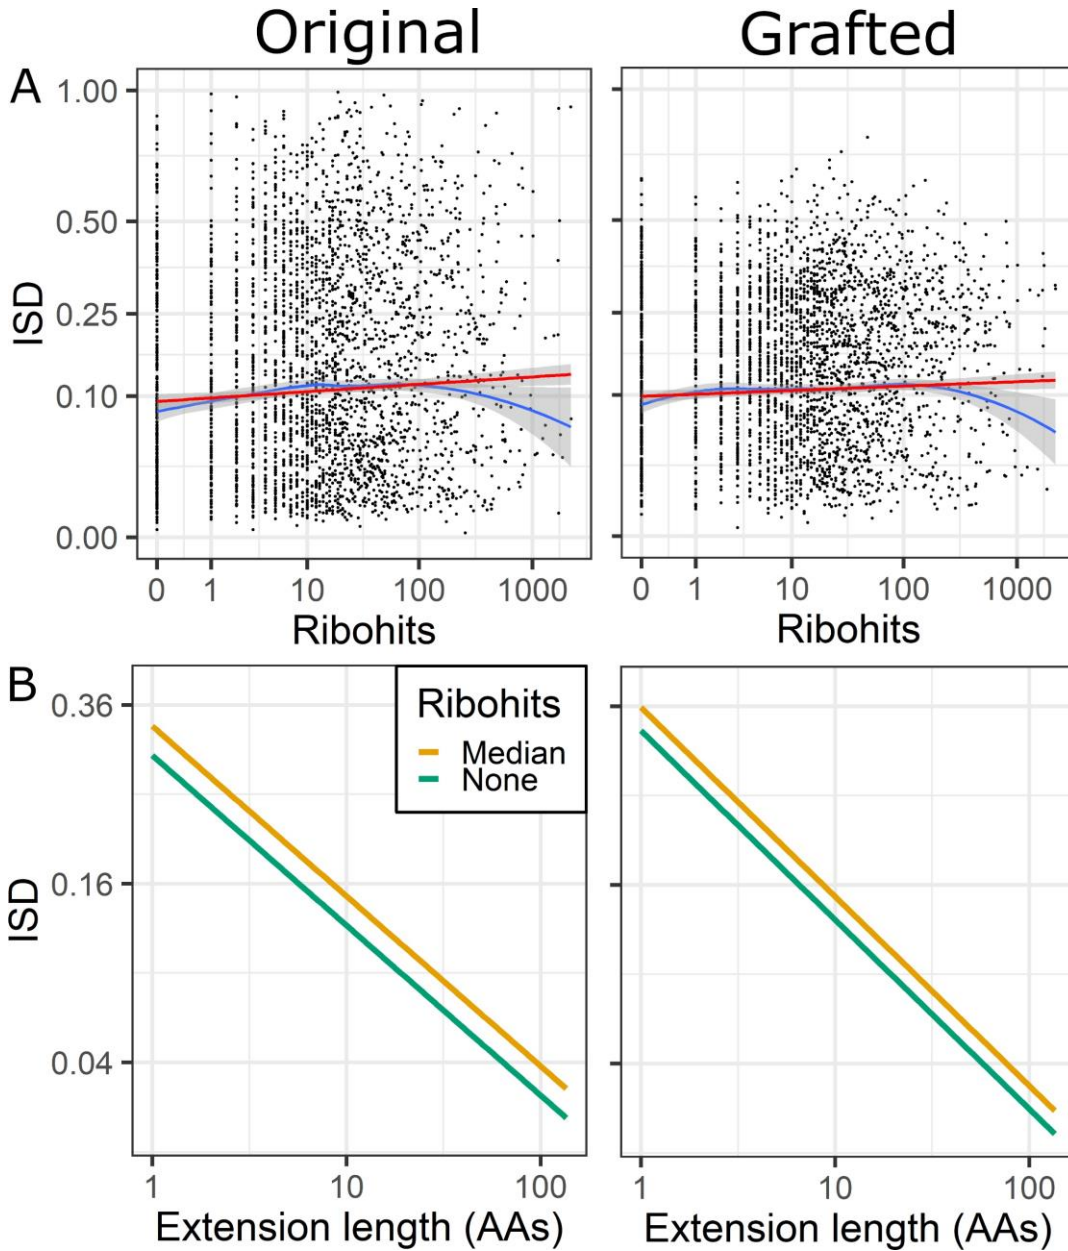 Original Grafted
A
ISD
1.00
0.50
0.25
0.10
0.00
0 1 10 100 1000
0 1 10 100 1000
Ribohits Ribohits
B
ISD
0.36
0.16
0.04
Ribohits
Median
None
1 10 100
1 10 100
Extension length (AAs) Extension length (AAs)